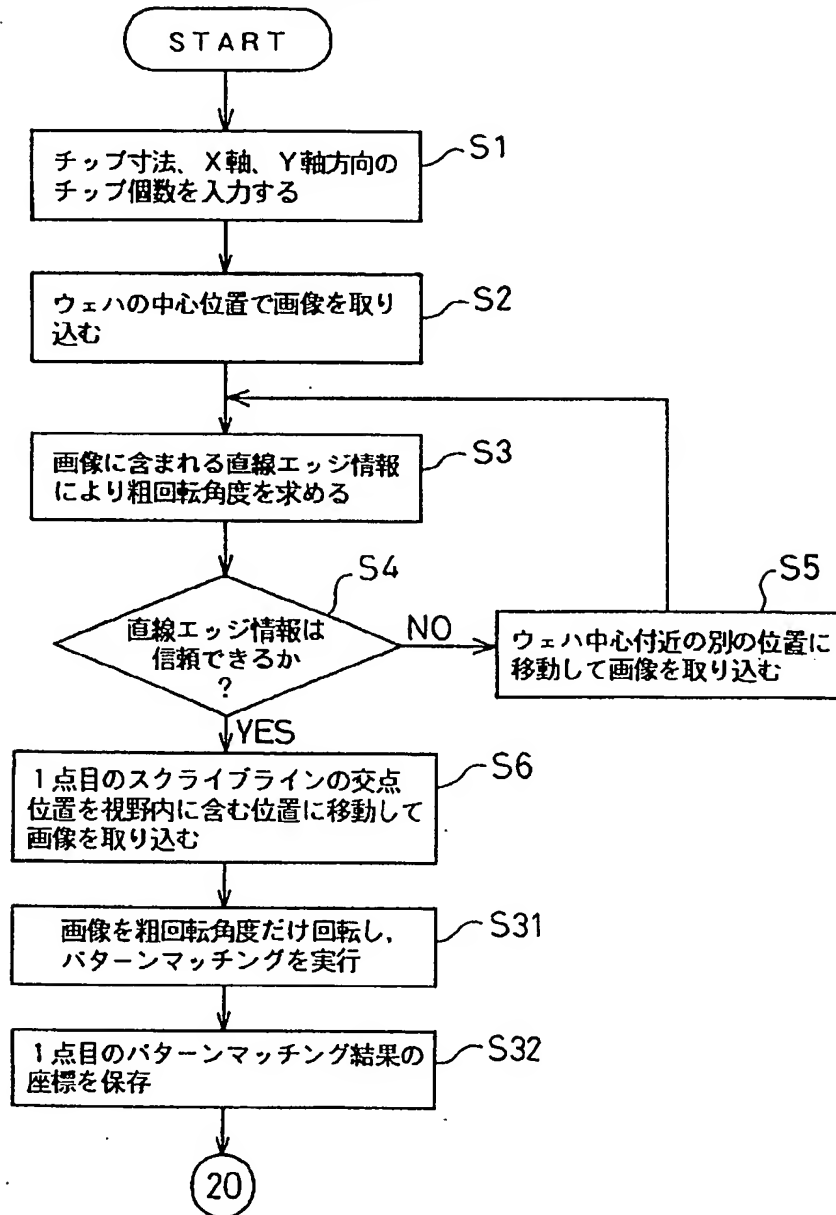 START
チップ寸法、X軸、Y軸方向の
チップ個数を入力する
S1
ウェハの中心位置で画像を取り
込む
S2
画像に含まれる直線エッジ情報
により粗回転角度を求める
S3
S4
直線エッジ情報は
信頼できるか
?
NO
S5
ウェハ中心付近の別の位置に
移動して画像を取り込む
YES
1点目のスクライブラインの交点
位置を視野内に含む位置に移動して
画像を取り込む
S6
画像を粗回転角度だけ回転し,
パターンマッチングを実行
S31
1点目のパターンマッチング結果の
座標を保存
S32
20